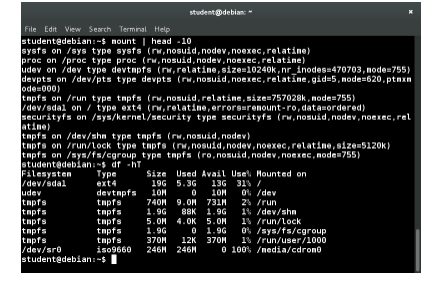 student@debian: ~
×
File Edit View Search Terminal Help
student@debian:~$ mount | head -10
sysfs on /sys type sysfs (rw,nosuid,nodev,noexec,relatime)
proc on /proc type proc (rw,nosuid,nodev,noexec,relatime)
udev on /dev type devtmpfs (rw,relatime,size=10240k,nr_inodes=470703,mode=755)
devpts on /dev/pts type devpts (rw,nosuid,noexec,relatime,gid=5,mode=620,ptmxm
ode=000)
tmpfs on /run type tmpfs (rw,nosuid,relatime,size=757028k,mode=755)
/dev/sda1 on / type ext4 (rw,relatime,errors=remount-ro,data=ordered)
securityfs on /sys/kernel/security type securityfs (rw,nosuid,nodev,noexec,rel
atime)
tmpfs on /dev/shm type tmpfs (rw,nosuid,nodev)
tmpfs on /run/lock type tmpfs (rw,nosuid,nodev,noexec,relatime,size=5120k)
tmpfs on /sys/fs/cgroup type tmpfs (ro,nosuid,nodev,noexec,mode=755)
student@debian:~$ df -hT
Filesystem Type Size Used Avail Use% Mounted on
/dev/sda1 ext4 19G 5.3G 13G 31% /
udev devtmpfs 10M 0 10M 0% /dev
tmpfs tmpfs 740M 9.0M 731M 2% /run
tmpfs tmpfs 1.9G 88K 1.9G 1% /dev/shm
tmpfs tmpfs 5.0M 4.0K 5.0M 1% /run/lock
tmpfs tmpfs 1.9G 0 1.9G 0% /sys/fs/cgroup
tmpfs tmpfs 370M 12K 370M 1% /run/user/1000
/dev/sr0 iso9660 246M 246M 0 100% /media/cdrom0
student@debian:~$